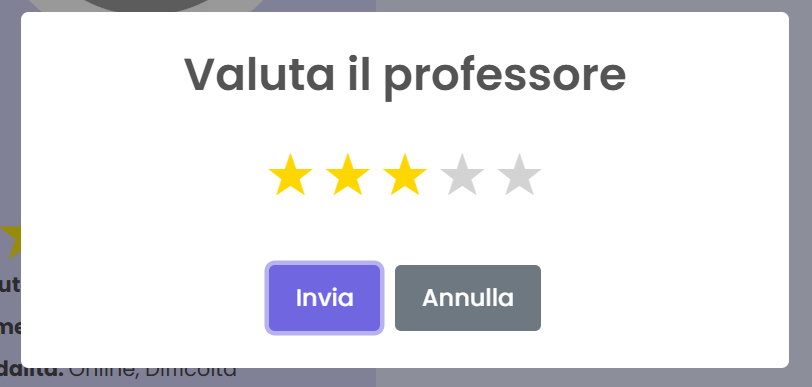 Valuta il professore
Invia Annulla
Online, Difficoltà